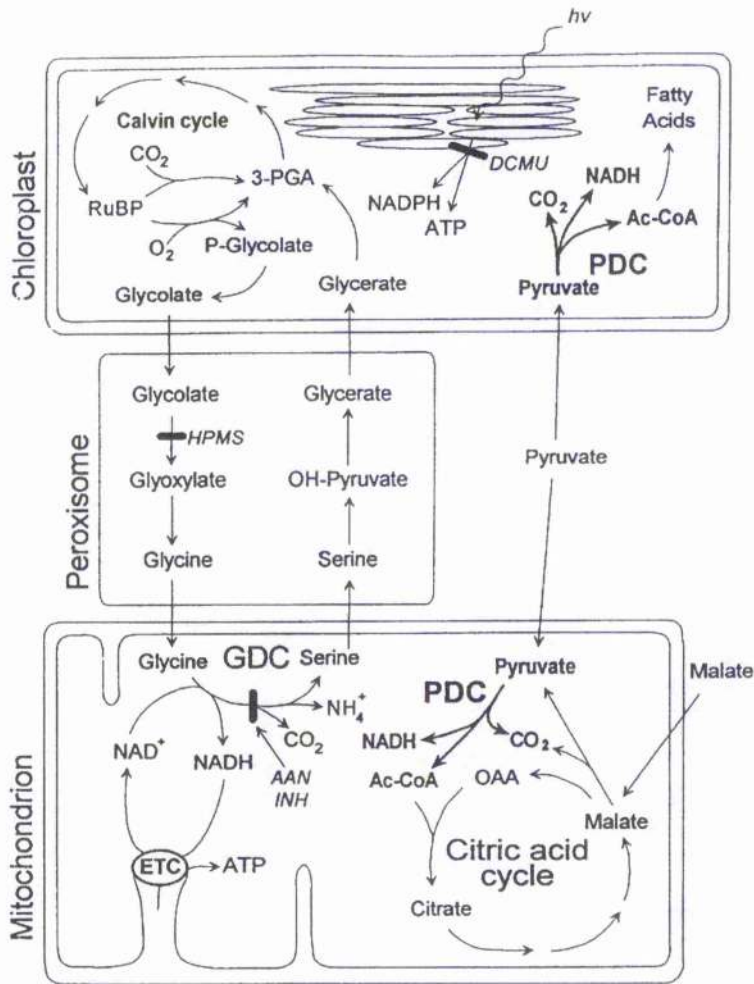 hν
Chloroplast
Calvin cycle
CO₂
3-PGA
RuBP
O₂
P-Glycolate
Glycolate
Glycerate
DCMU
NADPH
ATP
Fatty
Acids
NADH
CO₂
Ac-CoA
PDC
Pyruvate
Peroxisome
Glycolate
HPMS
Glyoxylate
Glycine
Glycerate
OH-Pyruvate
Serine
Pyruvate
Mitochondrion
Glycine
GDC
Serine
NH₄⁺
CO₂
NAD⁺
NADH
AAN
INH
ETC
ATP
Pyruvate
PDC
NADH
CO₂
Ac-CoA
OAA
Malate
Malate
Citric acid
cycle
Citrate